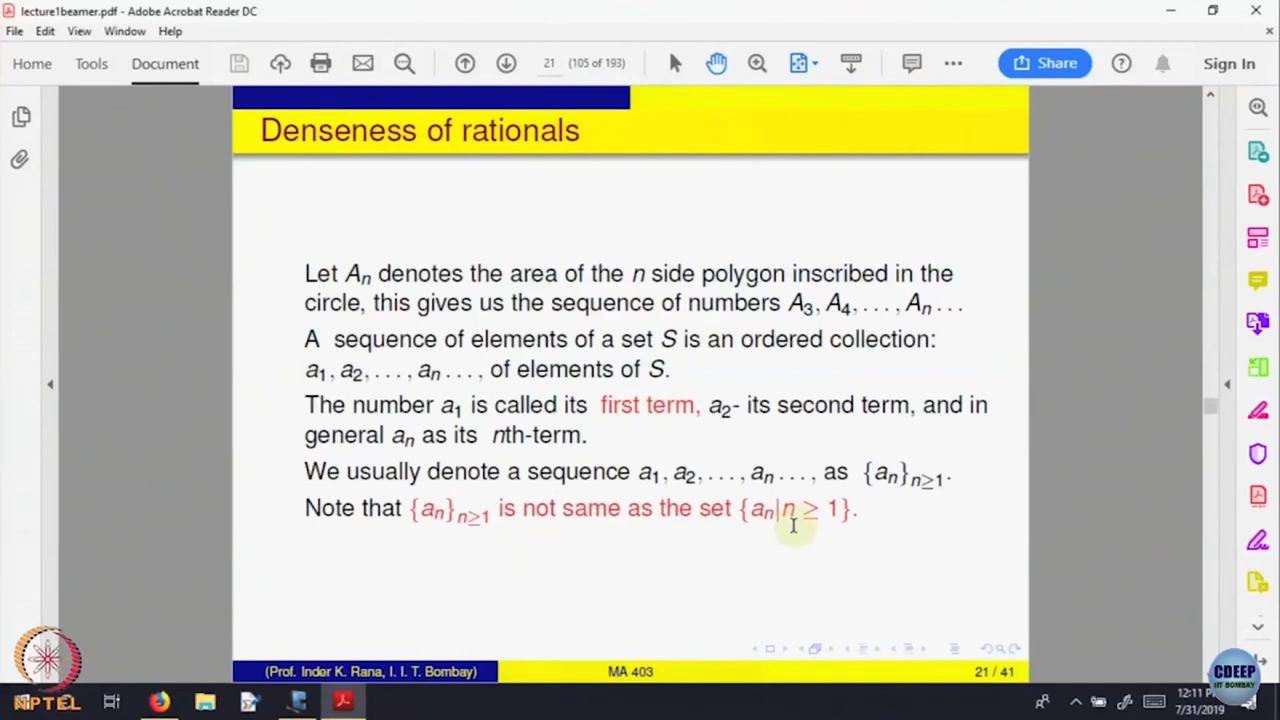 lecture1beamer.pdf - Adobe Acrobat Reader DC
File Edit View Window Help
Home Tools Document 21 (105 of 193) Share Sign In
Denseness of rationals
Let Aₙ denotes the area of the n side polygon inscribed in the
circle, this gives us the sequence of numbers A₃, A₄, . . . , Aₙ . . .
A sequence of elements of a set S is an ordered collection:
a₁, a₂, . . . , aₙ . . . , of elements of S.
The number a₁ is called its first term, a₂- its second term, and in
general aₙ as its nth-term.
We usually denote a sequence a₁, a₂, . . . , aₙ . . . , as {aₙ}ₙ≥₁.
Note that {aₙ}ₙ≥₁ is not same as the set {aₙ|n ≥ 1}.
(Prof. Inder K. Rana, I. I. T. Bombay) MA 403 21 / 41
NPTEL
CDEEP
IIT BOMBAY
7/31/2019